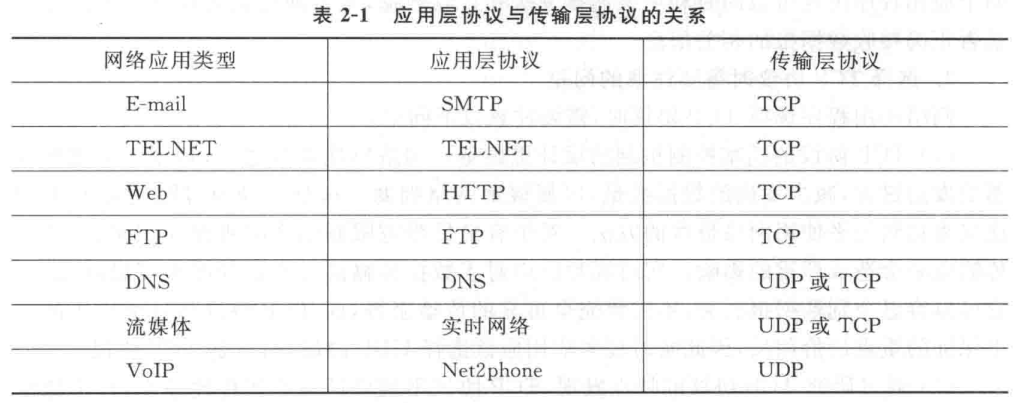 表 2-1 应用层协议与传输层协议的关系
网络应用类型 应用层协议 传输层协议
E-mail SMTP TCP
TELNET TELNET TCP
Web HTTP TCP
FTP FTP TCP
DNS DNS UDP 或 TCP
流媒体 实时网络 UDP 或 TCP
VoIP Net2phone UDP